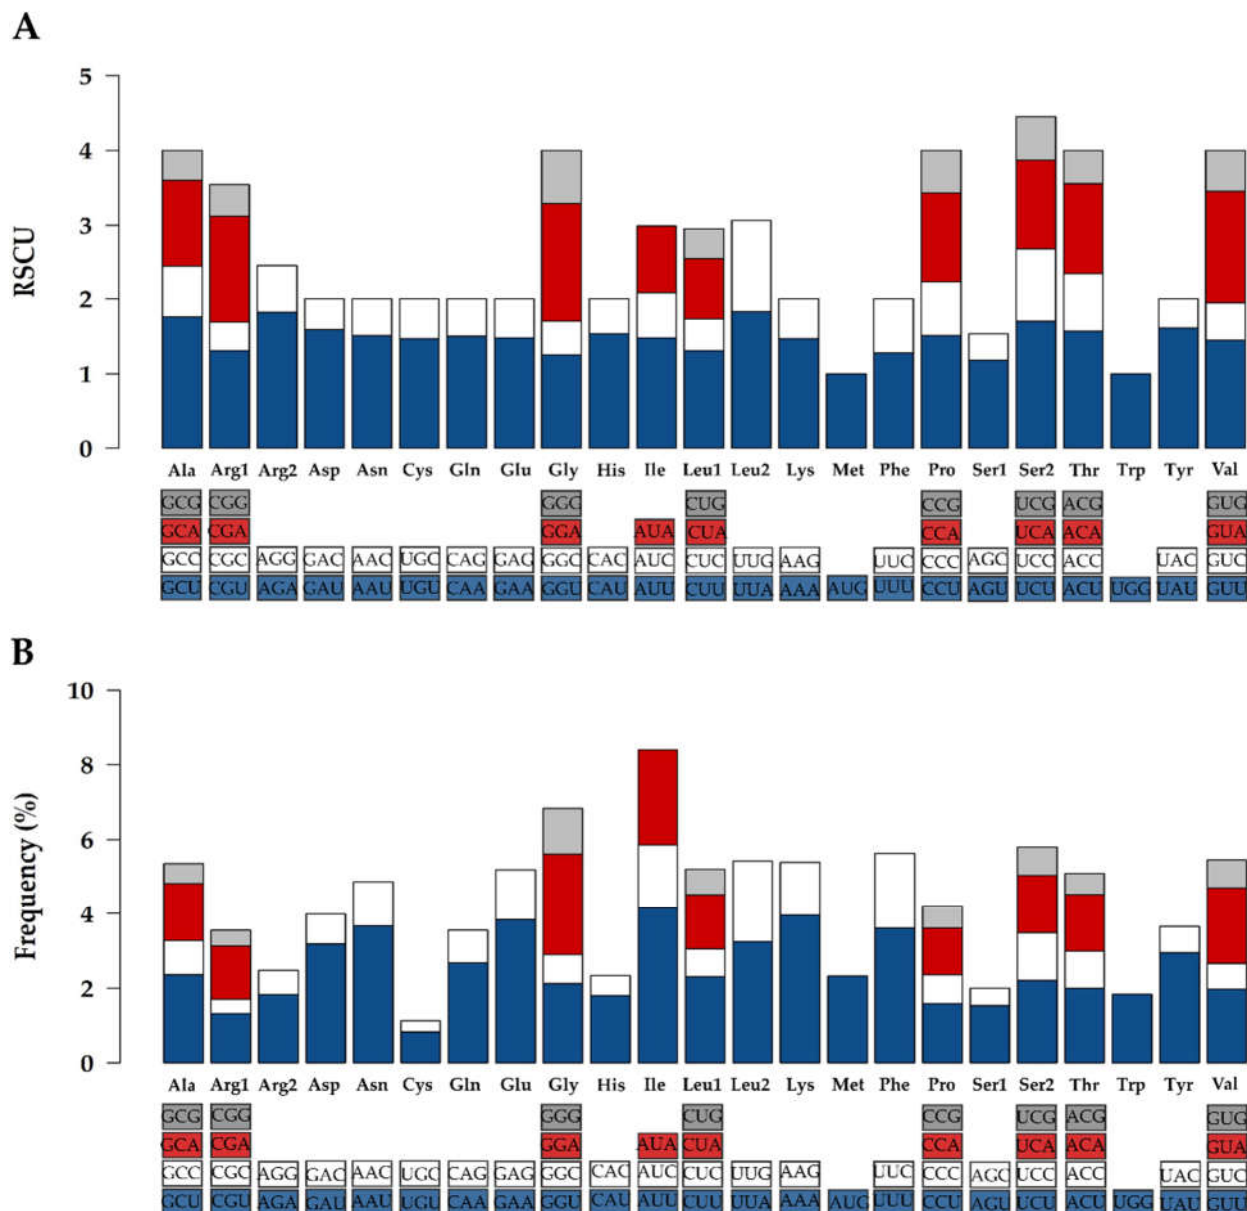 A
RSCU
5
4
3
2
1
0
Ala Arg1 Arg2 Asp Asn Cys Gln Glu Gly His Ile Leu1 Leu2 Lys Met Phe Pro Ser1 Ser2 Thr Trp Tyr Val
GCG CGG GGC CUG CCG UCG ACG GUG
GCA CGA GGA AUA CUA CCA UCA ACA GUA
GCC CGC AGG GAC AAC UGC CAG GAG GGC CAC AUC CUC UUG AAG UUC CCC AGC UCC ACC UAC GUC
GCU CGU AGA GAU AAU UGU CAA GAA GGU CAU AUU CUU UUA AAA AUG UUU CCU AGU UCU ACU UGG UAU GUU
B
Frequency (%)
10
8
6
4
2
0
Ala Arg1 Arg2 Asp Asn Cys Gln Glu Gly His Ile Leu1 Leu2 Lys Met Phe Pro Ser1 Ser2 Thr Trp Tyr Val
GCG CGG GGG CUG CCG UCG ACG GUG
GCA CGA GGA AUA CUA CCA UCA ACA GUA
GCC CGC AGG GAC AAC UGC CAG GAG GGC CAC AUC CUC UUG AAG UUC CCC AGC UCC ACC UAC GUC
GCU CGU AGA GAU AAU UGU CAA GAA GGU CAU AUU CUU UUA AAA AUG UUU CCU AGU UCU ACU UGG UAU GUU